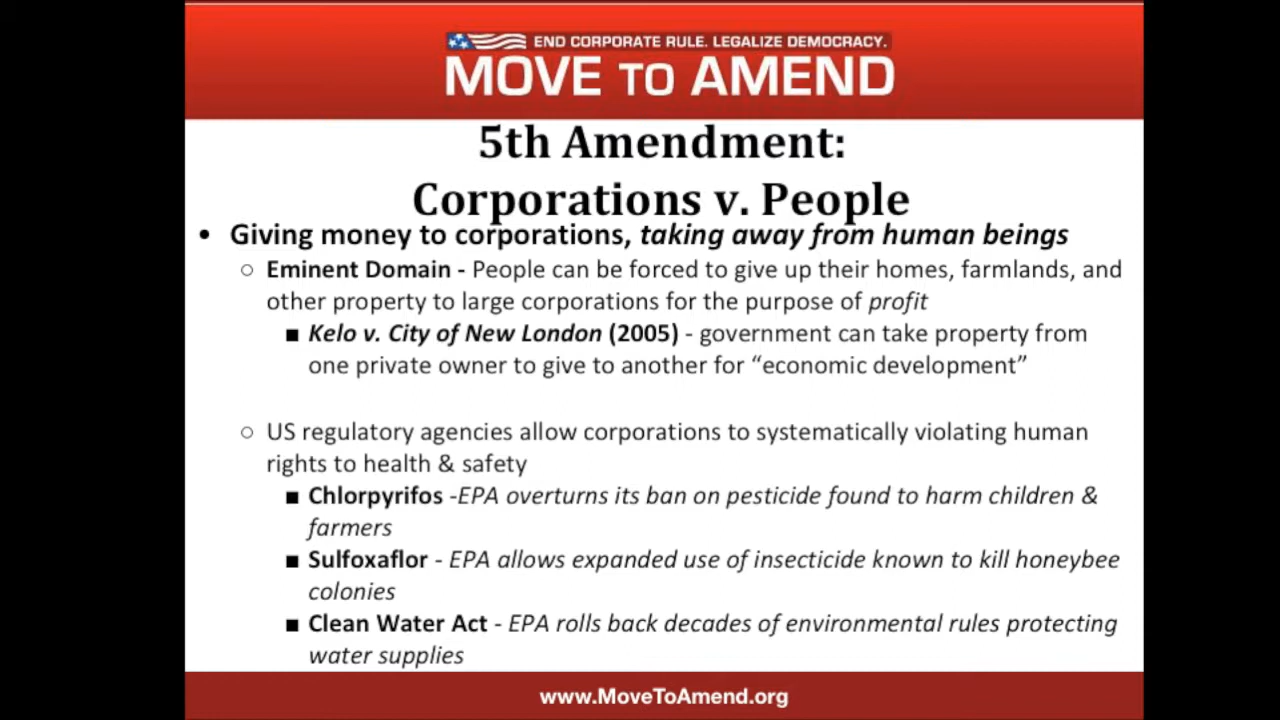 END CORPORATE RULE. LEGALIZE DEMOCRACY.
MOVE TO AMEND
5th Amendment:
Corporations v. People
• Giving money to corporations, taking away from human beings
○ Eminent Domain - People can be forced to give up their homes, farmlands, and
other property to large corporations for the purpose of profit
■ Kelo v. City of New London (2005) - government can take property from
one private owner to give to another for “economic development”
○ US regulatory agencies allow corporations to systematically violating human
rights to health & safety
■ Chlorpyrifos -EPA overturns its ban on pesticide found to harm children &
farmers
■ Sulfoxaflor - EPA allows expanded use of insecticide known to kill honeybee
colonies
■ Clean Water Act - EPA rolls back decades of environmental rules protecting
water supplies
www.MoveToAmend.org